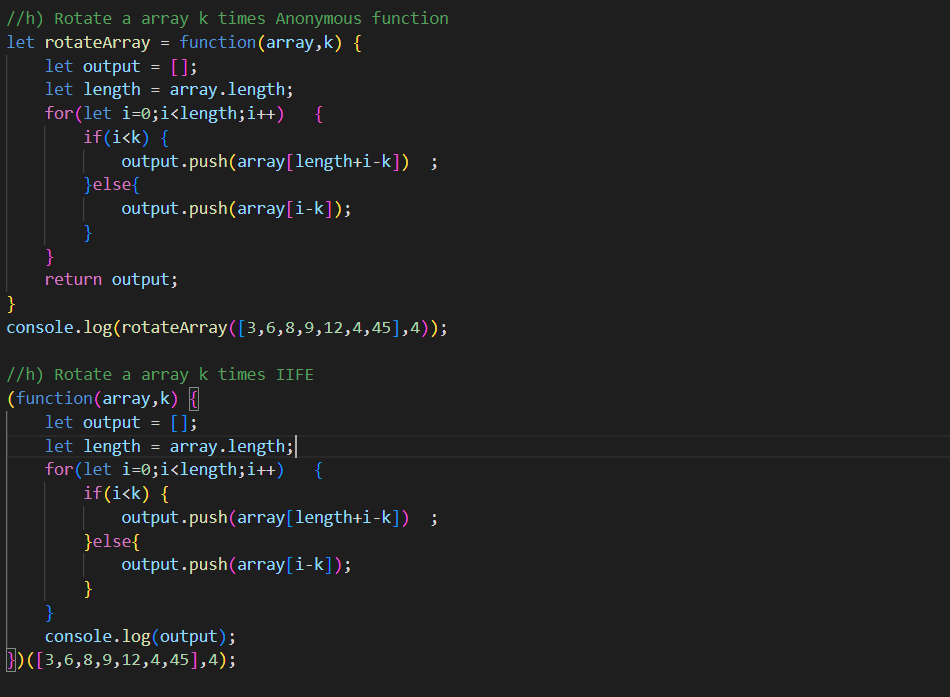 //h) Rotate a array k times Anonymous function
let rotateArray = function(array,k) {
    let output = [];
    let length = array.length;
    for(let i=0;i<length;i++)   {
        if(i<k) {
            output.push(array[length+i-k])  ;
        }else{
            output.push(array[i-k]);
        }
    }
    return output;
}
console.log(rotateArray([3,6,8,9,12,4,45],4));

//h) Rotate a array k times IIFE
(function(array,k) {
    let output = [];
    let length = array.length;
    for(let i=0;i<length;i++)   {
        if(i<k) {
            output.push(array[length+i-k])  ;
        }else{
            output.push(array[i-k]);
        }
    }
    console.log(output);
})([3,6,8,9,12,4,45],4);